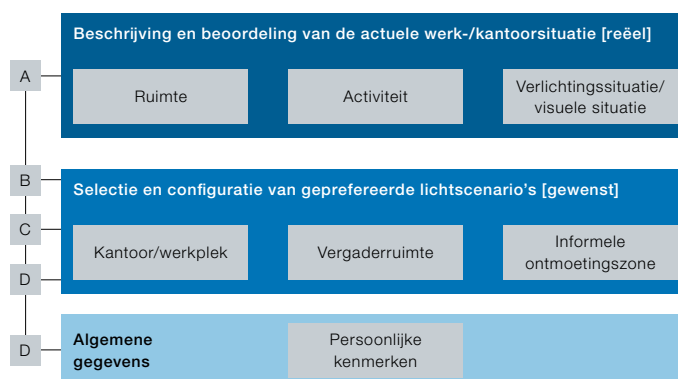 Beschrijving en beoordeling van de actuele werk-/kantoorsituatie [reëel]
A
Ruimte
Activiteit
Verlichtingssituatie/
visuele situatie
B
Selectie en configuratie van geprefereerde lichtscenario's [gewenst]
C
Kantoor/werkplek
Vergaderruimte
Informele
ontmoetingszone
D
D
Algemene
gegevens
Persoonlijke
kenmerken